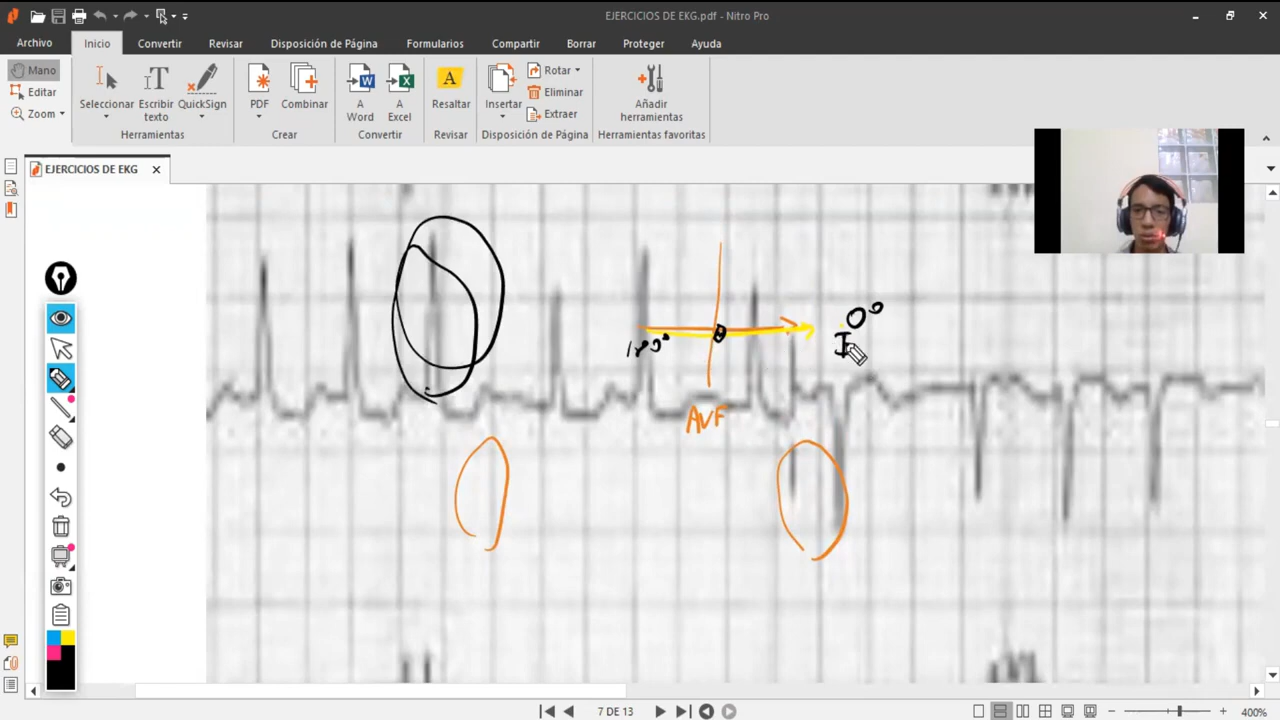 EJERCICIOS DE EKG.pdf - Nitro Pro
Archivo
Inicio
Convertir
Revisar
Disposición de Página
Formularios
Compartir
Borrar
Proteger
Ayuda
Mano
Editar
Zoom
Seleccionar
Escribir texto
QuickSign
Herramientas
PDF
Combinar
Crear
A Word
A Excel
Convertir
Resaltar
Revisar
Insertar
Rotar
Eliminar
Extraer
Disposición de Página
Añadir herramientas
Herramientas favoritas
EJERCICIOS DE EKG
0°
180°
I
AVF
7 DE 13
400%